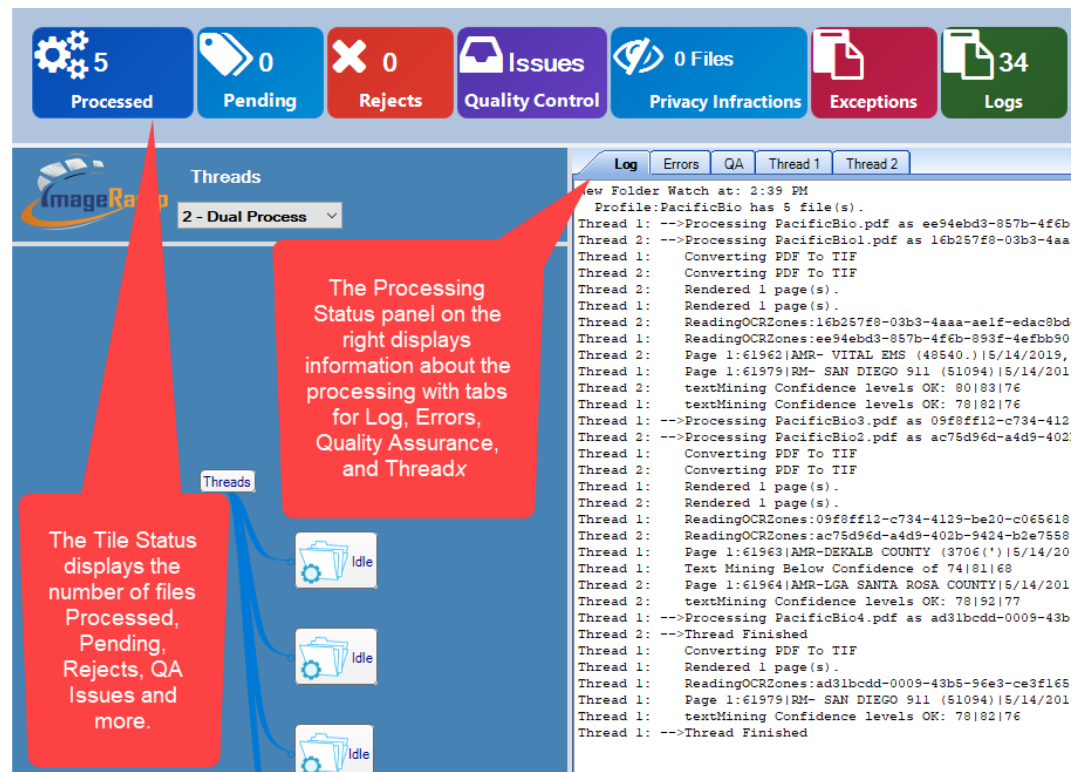 5
Processed
0
Pending
0
Rejects
Issues
Quality Control
0 Files
Privacy Infractions
Exceptions
34
Logs
ImageRamp
Threads
2 - Dual Process
The Processing
Status panel on the
right displays
information about the
processing with tabs
for Log, Errors,
Quality Assurance,
and Threadx
Threads
Idle
Idle
Idle
The Tile Status
displays the
number of files
Processed,
Pending,
Rejects, QA
Issues and
more.
Log Errors QA Thread 1 Thread 2
New Folder Watch at: 2:39 PM
Profile:PacificBio has 5 file(s).
Thread 1: -->Processing PacificBio.pdf as ee94ebd3-857b-4f6b
Thread 2: -->Processing PacificBio1.pdf as 16b257f8-03b3-4aa
Thread 1: Converting PDF To TIF
Thread 2: Converting PDF To TIF
Thread 2: Rendered 1 page(s).
Thread 1: Rendered 1 page(s).
Thread 2: ReadingOCRZones:16b257f8-03b3-4aaa-ae1f-edac8bd
Thread 1: ReadingOCRZones:ee94ebd3-857b-4f6b-893f-4efbb90
Thread 2: Page 1:61962|AMR- VITAL EMS (48540.)|5/14/2019,
Thread 1: Page 1:61979|RM- SAN DIEGO 911 (51094)|5/14/201
Thread 2: textMining Confidence levels OK: 80|83|76
Thread 1: textMining Confidence levels OK: 78|82|76
Thread 1: -->Processing PacificBio3.pdf as 09f8ff12-c734-412
Thread 2: -->Processing PacificBio2.pdf as ac75d96d-a4d9-402
Thread 1: Converting PDF To TIF
Thread 2: Converting PDF To TIF
Thread 1: Rendered 1 page(s).
Thread 2: Rendered 1 page(s).
Thread 1: ReadingOCRZones:09f8ff12-c734-4129-be20-c065618
Thread 2: ReadingOCRZones:ac75d96d-a4d9-402b-9424-b2e7558
Thread 1: Page 1:61963|AMR-DEKALB COUNTY (3706(')|5/14/20
Thread 1: Text Mining Below Confidence of 74|81|68
Thread 2: Page 1:61964|AMR-LGA SANTA ROSA COUNTY|5/14/201
Thread 2: textMining Confidence levels OK: 78|92|77
Thread 1: -->Processing PacificBio4.pdf as ad31bcdd-0009-43b
Thread 2: -->Thread Finished
Thread 1: Converting PDF To TIF
Thread 1: Rendered 1 page(s).
Thread 1: ReadingOCRZones:ad31bcdd-0009-43b5-96e3-ce3f165
Thread 1: Page 1:61979|RM- SAN DIEGO 911 (51094)|5/14/201
Thread 1: textMining Confidence levels OK: 78|82|76
Thread 1: -->Thread Finished